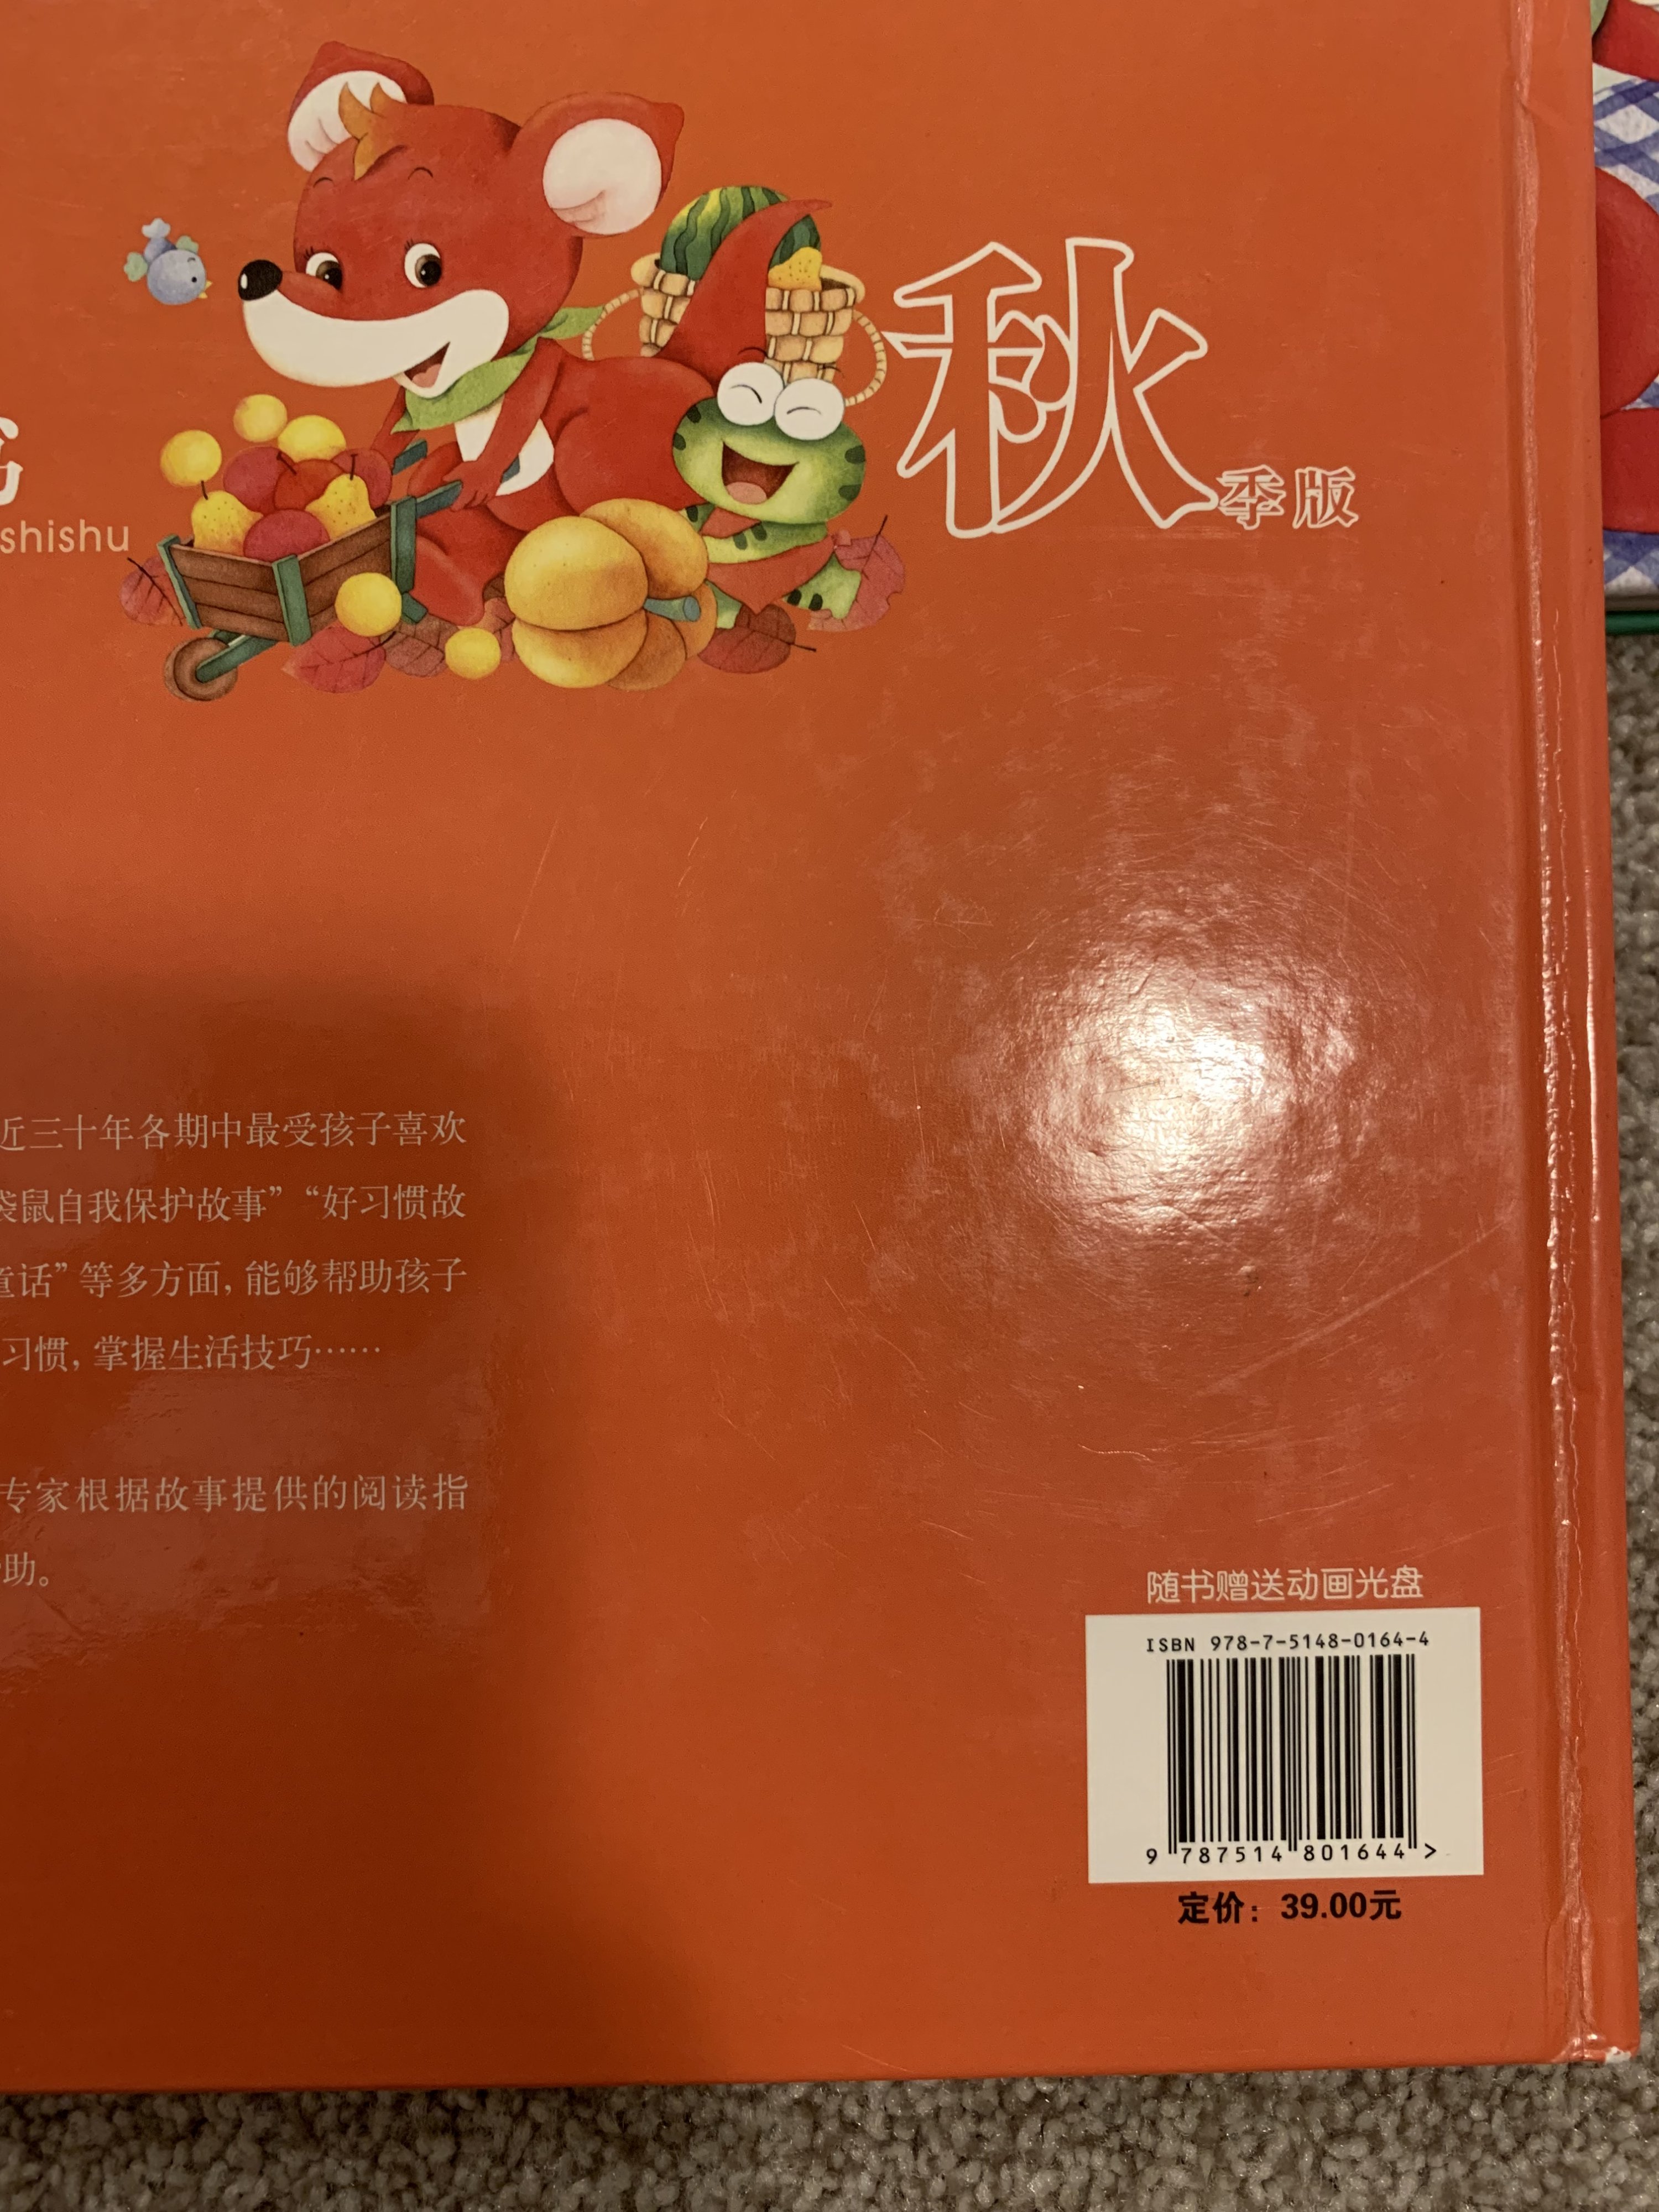 秋季版
shishu
近三十年各期中最受孩子喜欢
袋鼠自我保护故事”“好习惯故
童话”等多方面，能够帮助孩子
习惯，掌握生活技巧……
专家根据故事提供的阅读指
助。
随书赠送动画光盘
ISBN 978-7-5148-0164-4
9 787514 801644 >
定价：39.00元